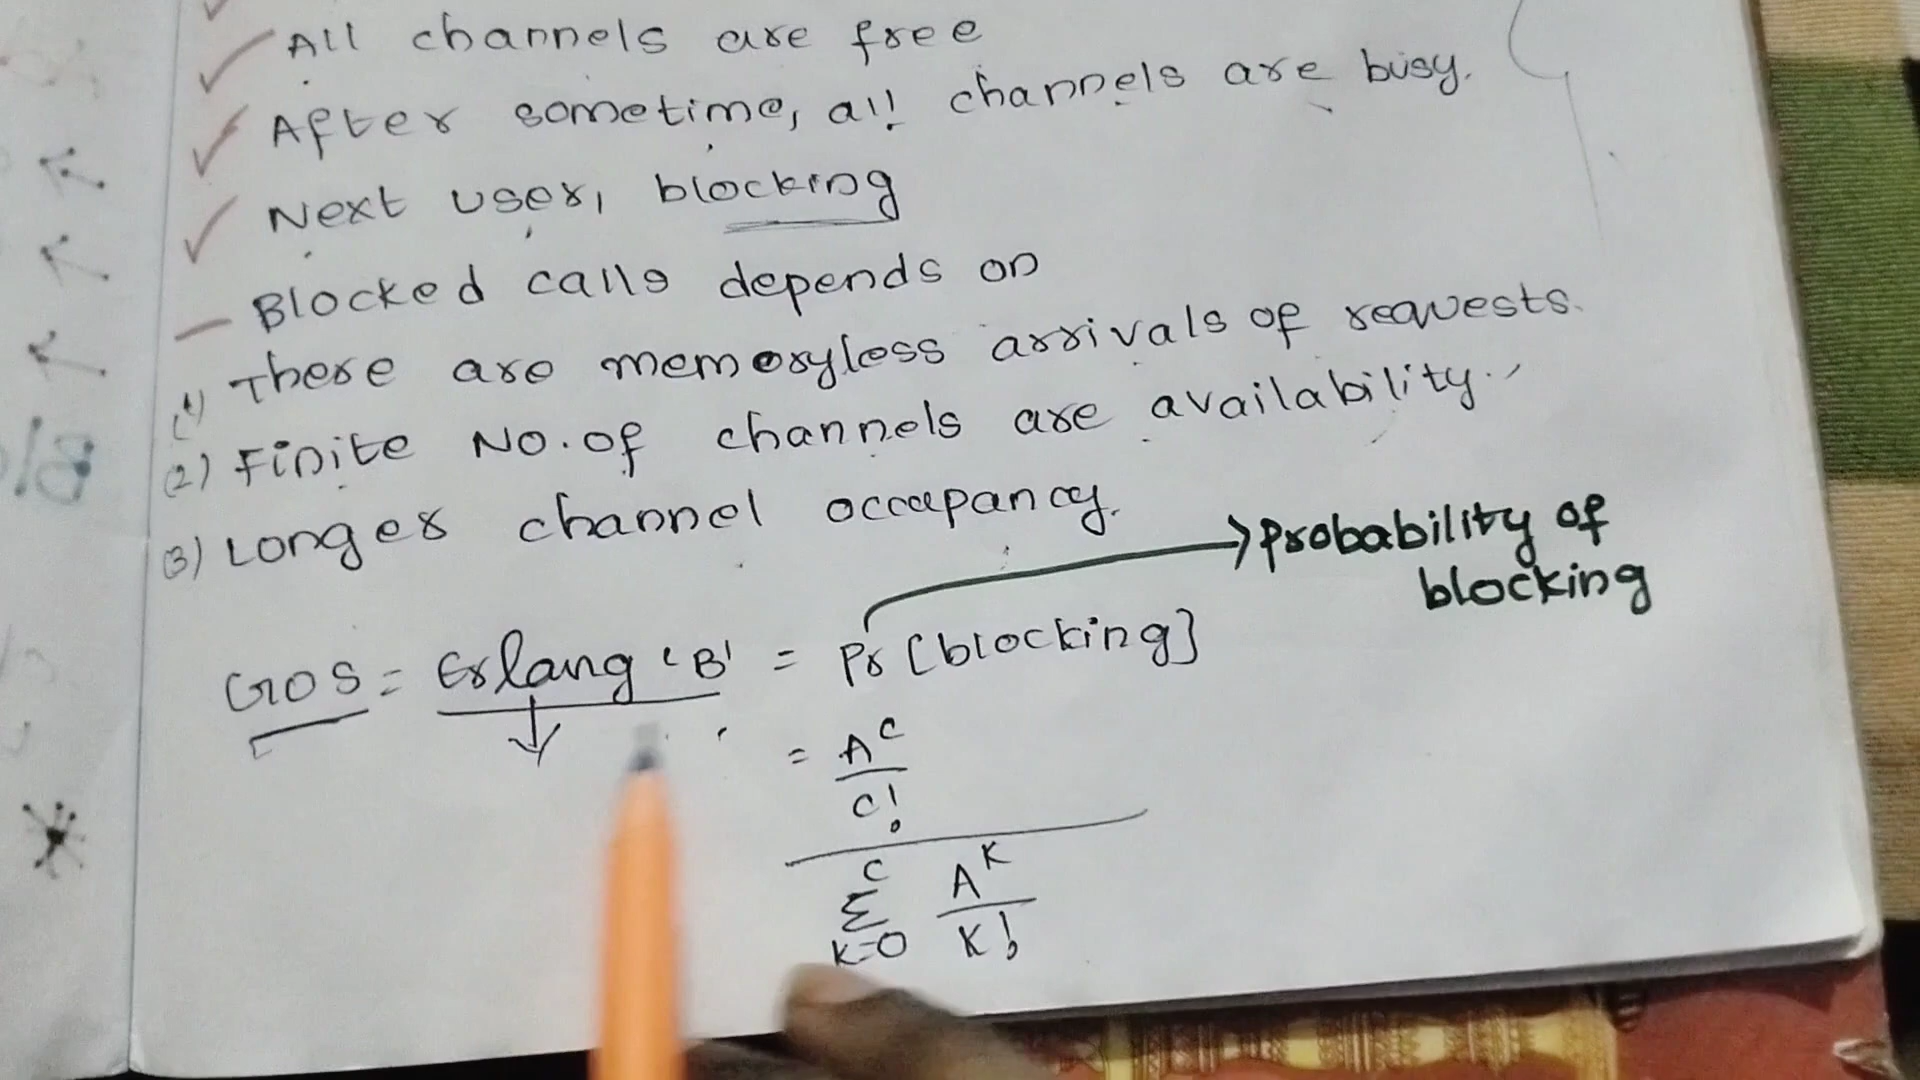 All channels are free
After sometime, all channels are busy.
Next user, blocking
- Blocked calls depends on
(1) There are memoryless arrivals of requests.
(2) Finite No. of channels are availability.
(3) Longer channel occupancy.
→ probability of
blocking
GOS = Erlang 'B' = Pr [blocking]
= A^C
C!
C
Σ A^K
K=0 K!